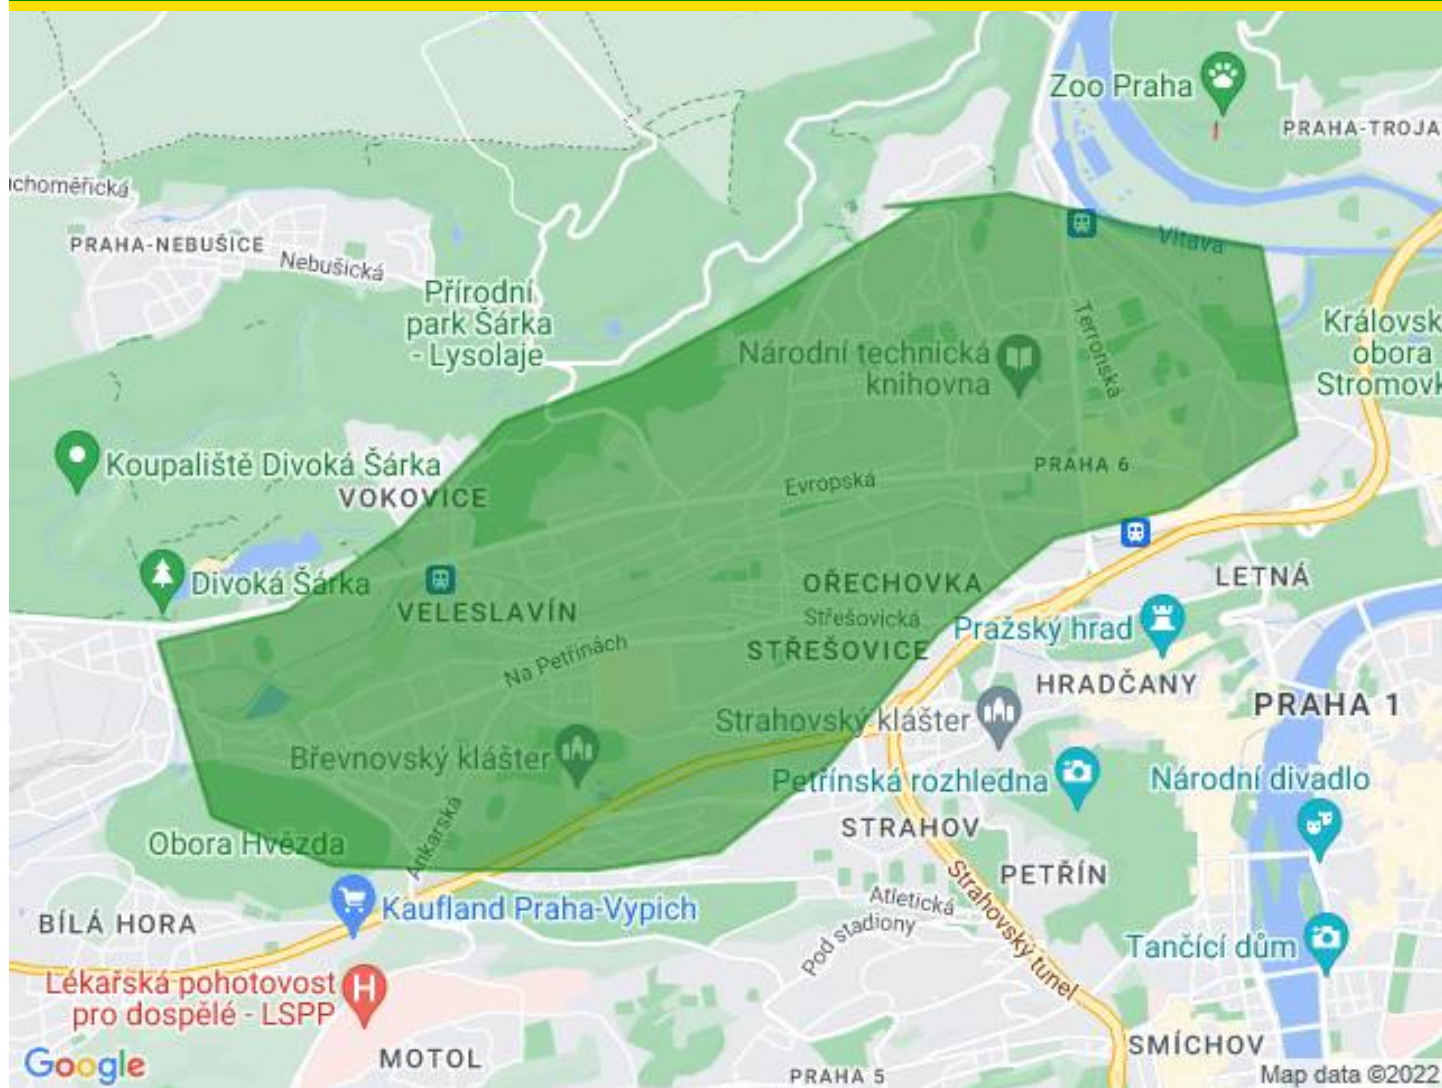 Zoo Praha
PRAHA-TROJA
uchoměřická
PRAHA-NEBUŠICE
Nebušická
Vltava
Přírodní
park Šárka
- Lysolaje
Terronská
Královsk
obora
Stromovk
Národní technická
knihovna
Koupaliště Divoká Šárka
VOKOVICE
Evropská
PRAHA 6
Divoká Šárka
VELESLAVÍN
OŘECHOVKA
LETNÁ
Střešovická
Pražský hrad
STŘEŠOVICE
Na Petřinách
HRADČANY
PRAHA 1
Strahovský klášter
Břevnovský klášter
Petřínská rozhledna
Národní divadlo
Ankarská
STRAHOV
Obora Hvězda
PETŘÍN
Atletická
Strahovský tunel
Kaufland Praha-Vypich
BÍLÁ HORA
Pod stadiony
Tančící dům
Lékařská pohotovost
pro dospělé - LSPP
H
MOTOL
SMÍCHOV
Google
PRAHA 5
Map data ©2022